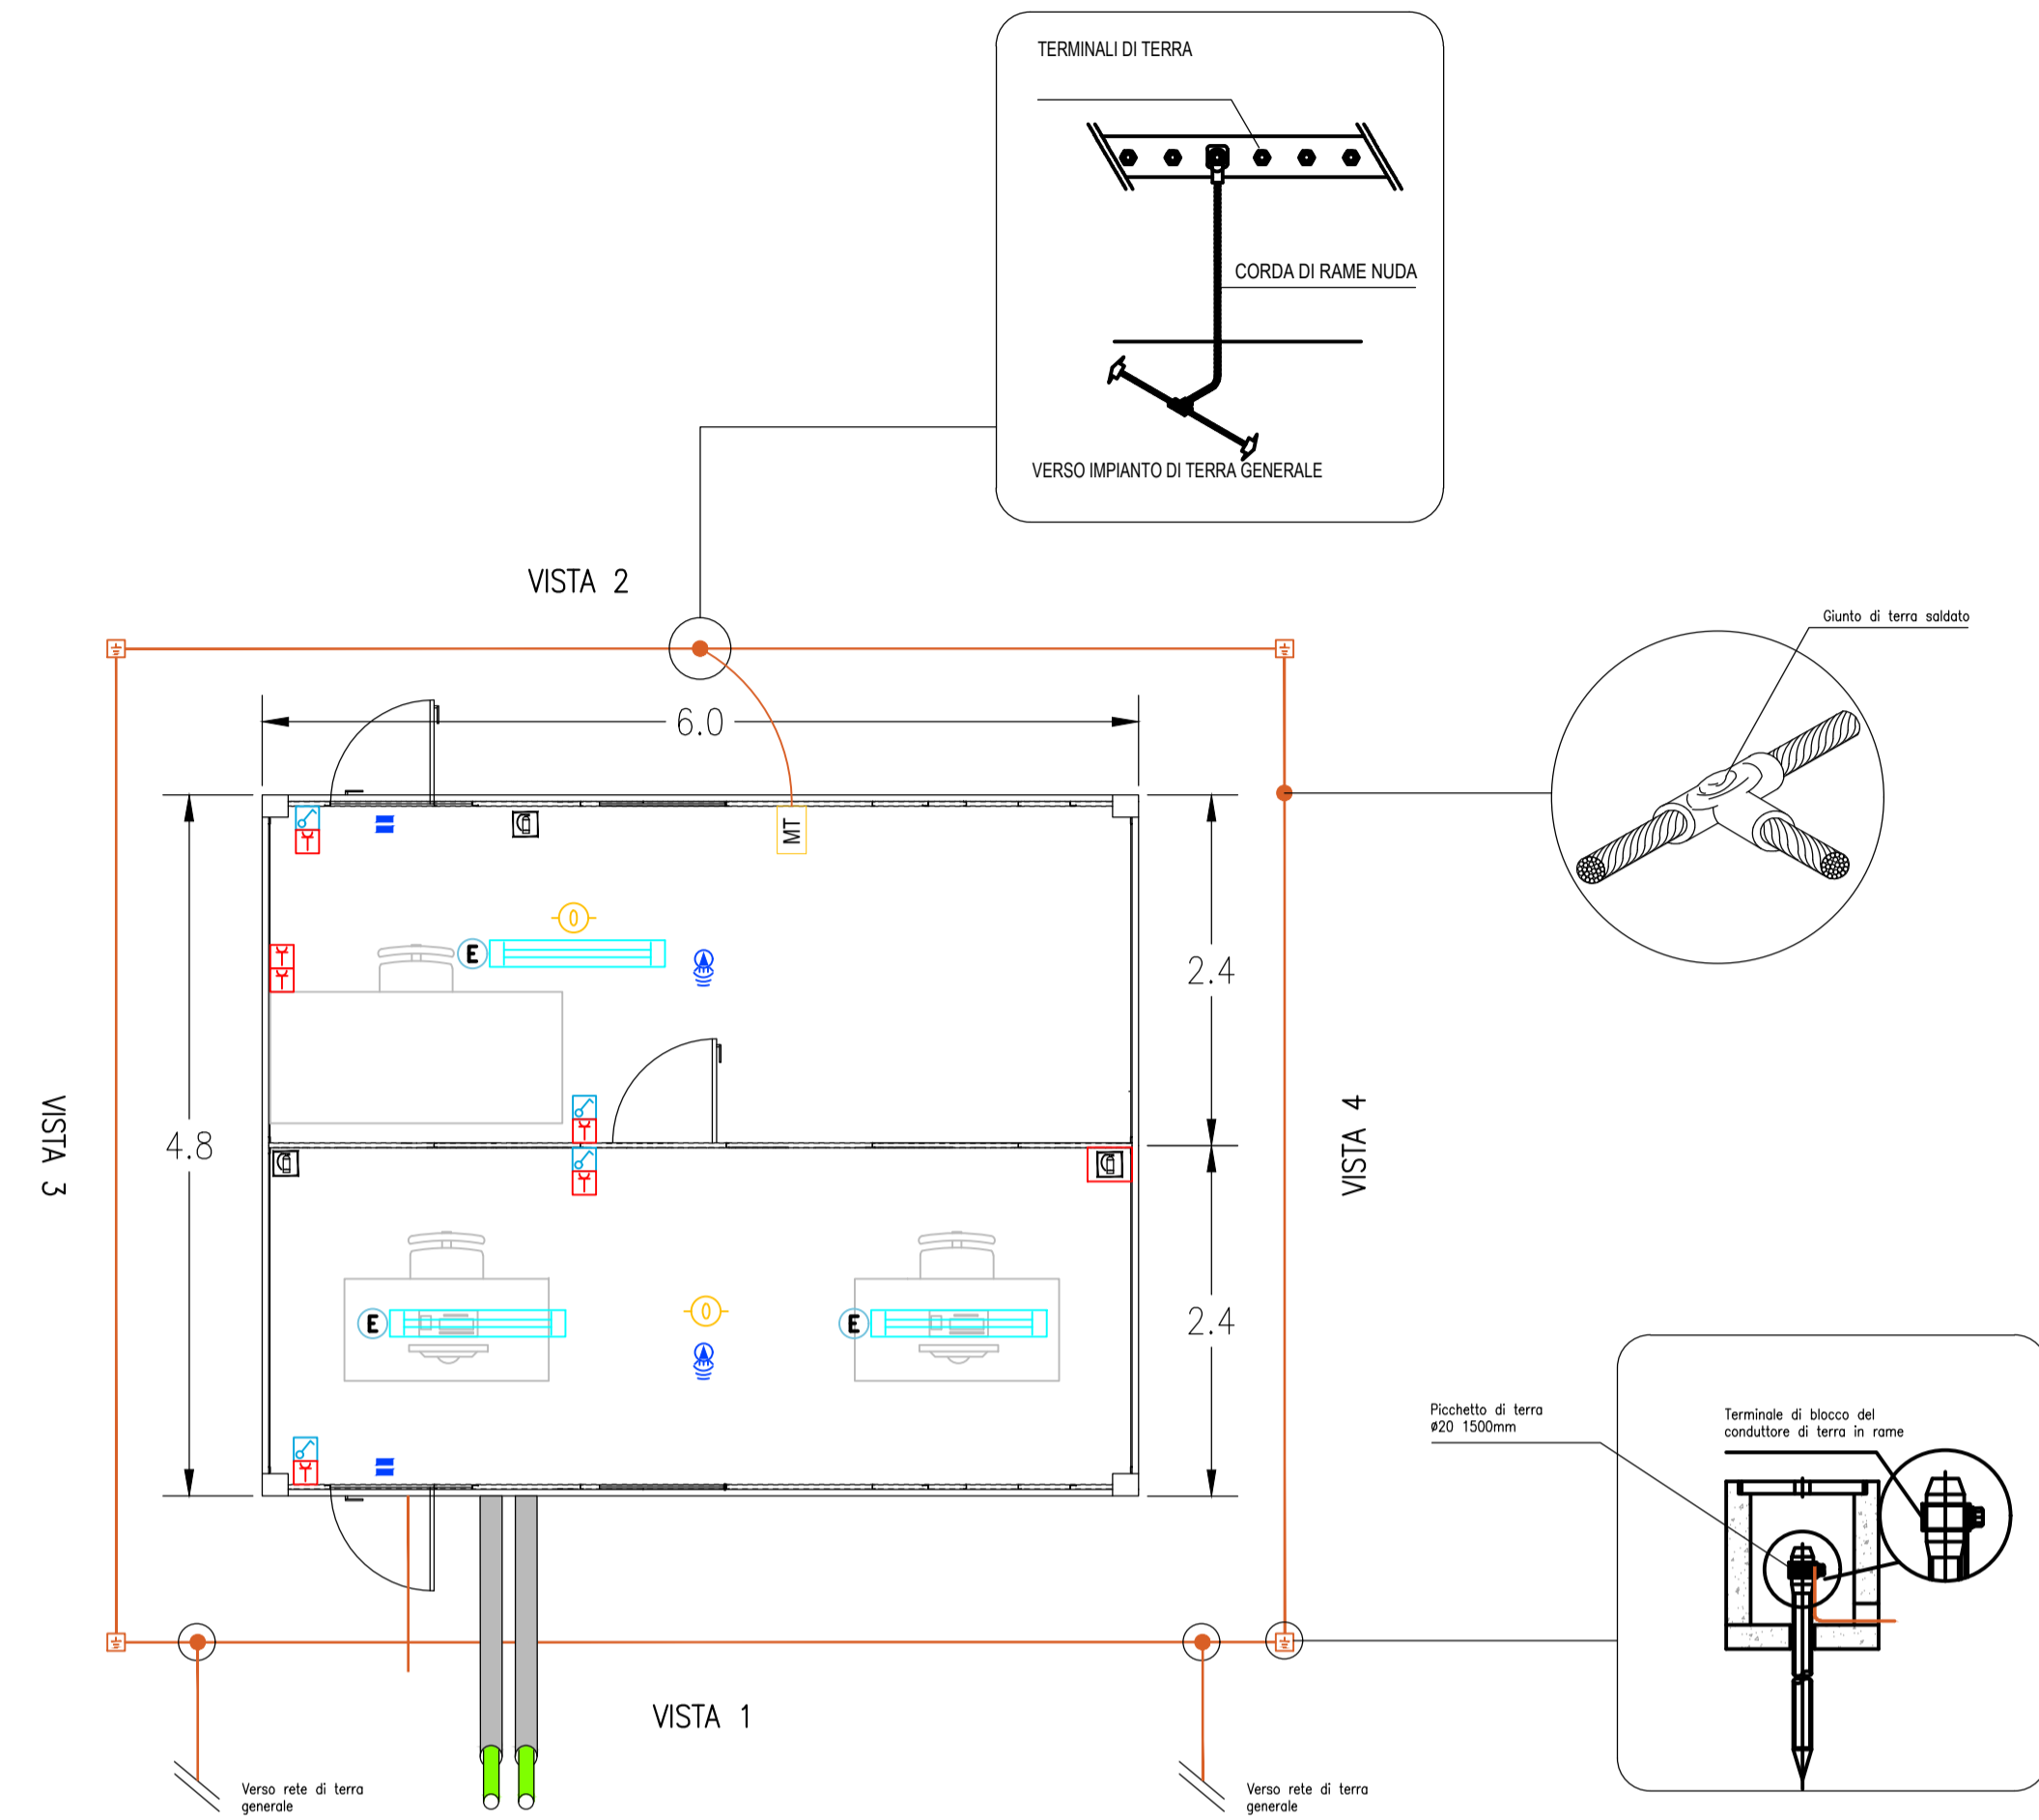 TERMINALI DI TERRA
CORDA DI RAME NUDA
VERSO IMPIANTO DI TERRA GENERALE
VISTA 2
Giunto di terra saldato
6.0
MT
E
2.4
VISTA 3
4.8
VISTA 4
2.4
E
E
Picchetto di terra
ø20 1500mm
Terminale di blocco del
conduttore di terra in rame
VISTA 1
Verso rete di terra
generale
Verso rete di terra
generale